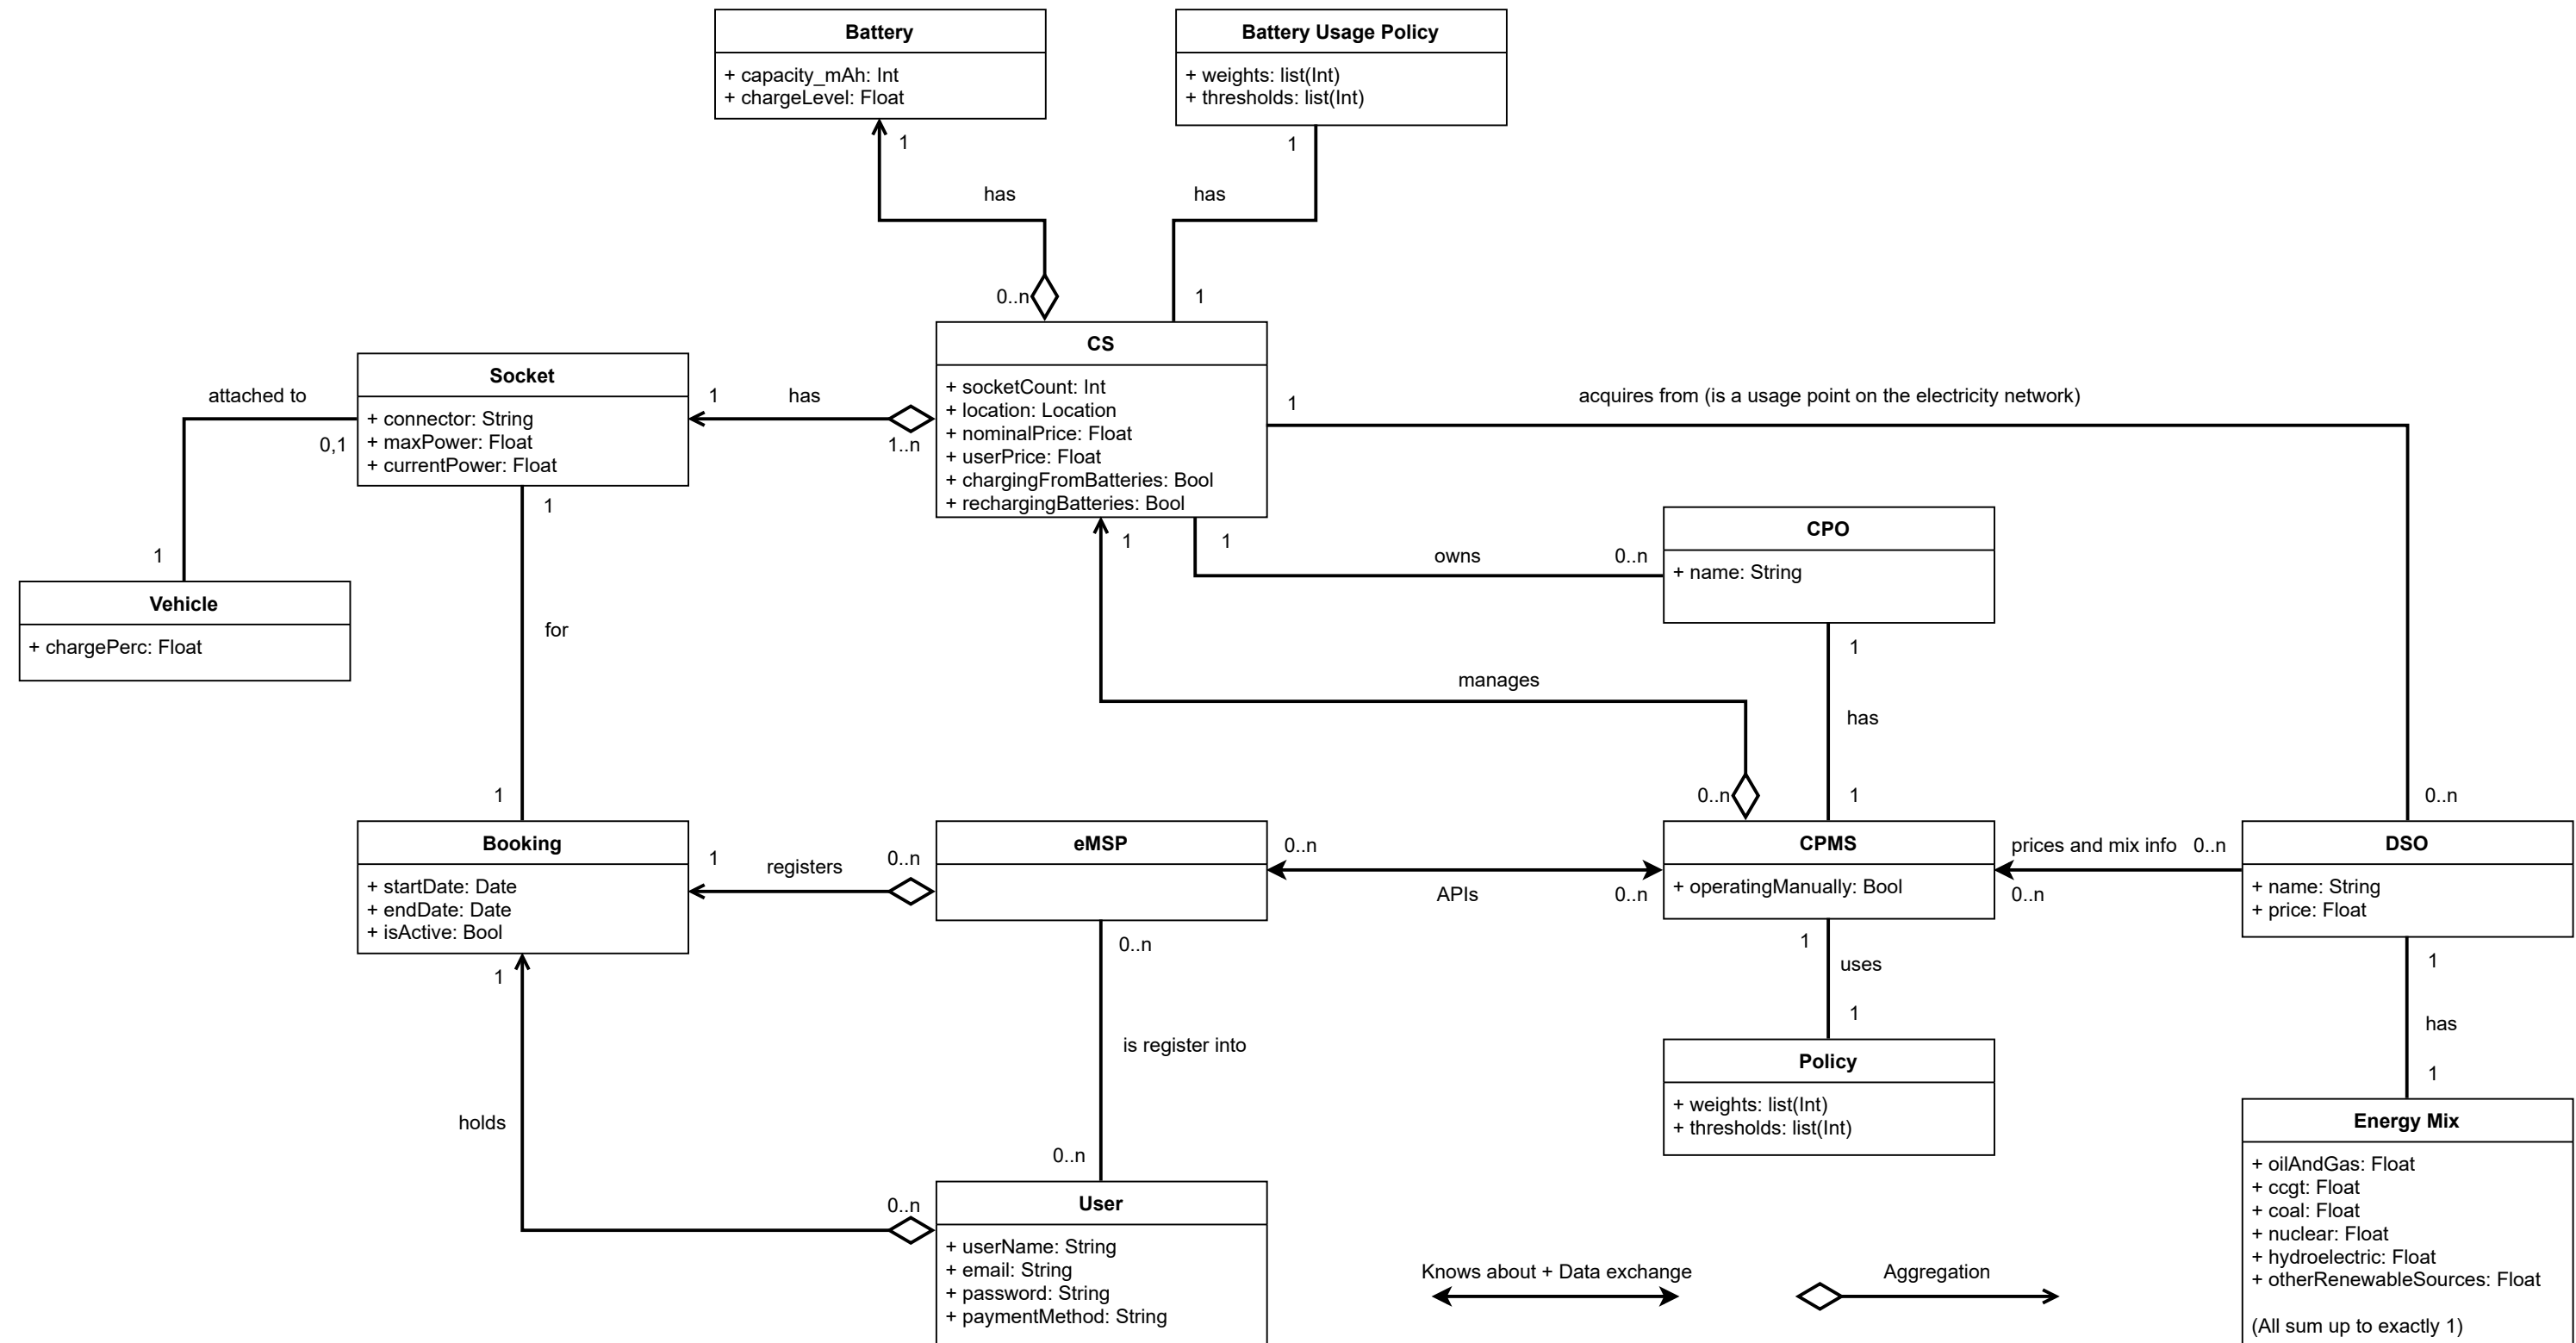 Battery
+ capacity_mAh: Int
+ chargeLevel: Float
1
has
0..n
Battery Usage Policy
+ weights: list(Int)
+ thresholds: list(Int)
1
has
1
CS
+ socketCount: Int
+ location: Location
+ nominalPrice: Float
+ userPrice: Float
+ chargingFromBatteries: Bool
+ rechargingBatteries: Bool
Socket
+ connector: String
+ maxPower: Float
+ currentPower: Float
attached to
0,1
1
1
has
1..n
1
acquires from (is a usage point on the electricity network)
0..n
Vehicle
+ chargePerc: Float
1
for
1
1
1
owns
0..n
CPO
+ name: String
1
has
1
manages
0..n
Booking
+ startDate: Date
+ endDate: Date
+ isActive: Bool
1
registers
0..n
eMSP
0..n
APIs
0..n
CPMS
+ operatingManually: Bool
prices and mix info
0..n
0..n
DSO
+ name: String
+ price: Float
1
holds
0..n
0..n
is register into
0..n
1
uses
1
Policy
+ weights: list(Int)
+ thresholds: list(Int)
1
has
1
User
+ userName: String
+ email: String
+ password: String
+ paymentMethod: String
Energy Mix
+ oilAndGas: Float
+ ccgt: Float
+ coal: Float
+ nuclear: Float
+ hydroelectric: Float
+ otherRenewableSources: Float
(All sum up to exactly 1)
Knows about + Data exchange
Aggregation